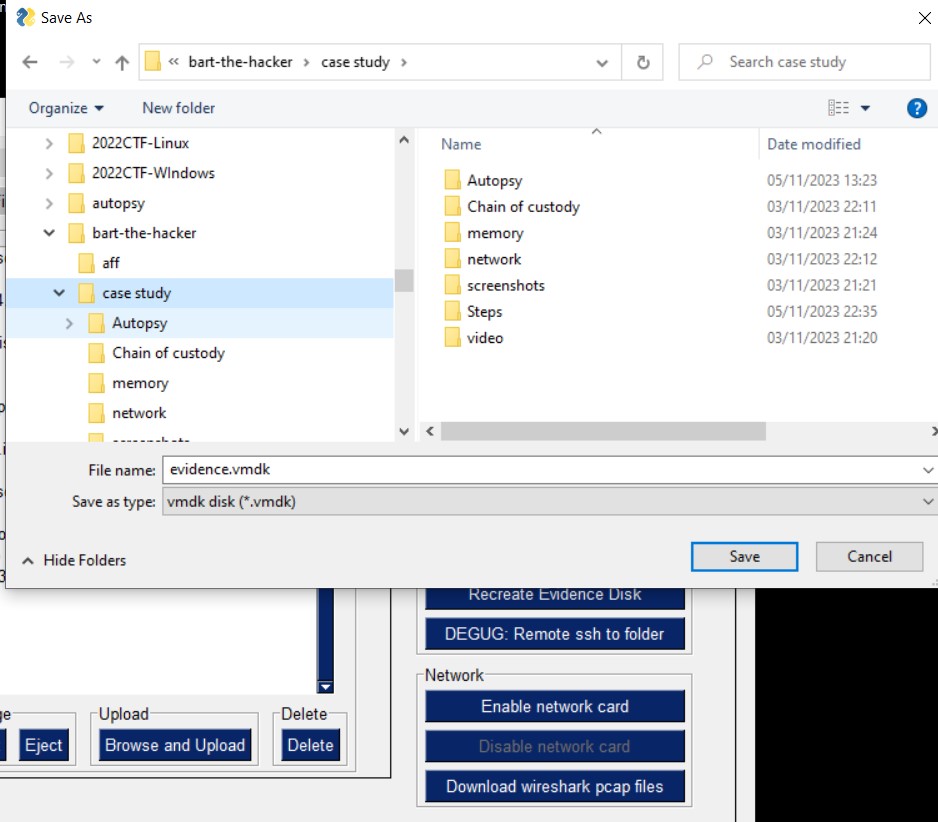 Save As
« bart-the-hacker › case study ›
Search case study
Organize
New folder
2022CTF-Linux
2022CTF-WIndows
autopsy
bart-the-hacker
aff
case study
Autopsy
Chain of custody
memory
network
screenshots
Name Date modified
Autopsy 05/11/2023 13:23
Chain of custody 03/11/2023 22:11
memory 03/11/2023 21:24
network 03/11/2023 22:12
screenshots 03/11/2023 21:21
Steps 05/11/2023 22:35
video 03/11/2023 21:20
File name: evidence.vmdk
Save as type: vmdk disk (*.vmdk)
Hide Folders
Save
Cancel
Recreate Evidence Disk
DEGUG: Remote ssh to folder
Network
Enable network card
Disable network card
Download wireshark pcap files
Eject
Upload
Browse and Upload
Delete
Delete